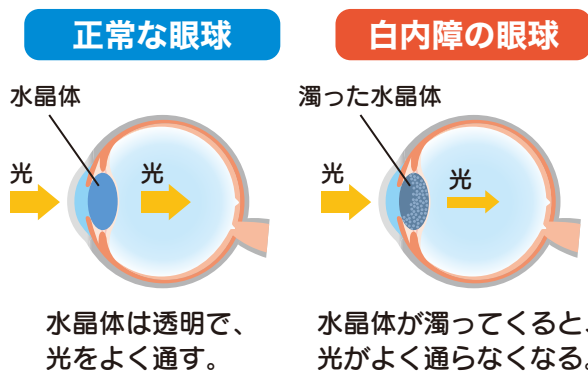 正常な眼球
白内障の眼球
水晶体
濁った水晶体
光
光
光
光
水晶体は透明で、
光をよく通す。
水晶体が濁ってくると、
光がよく通らなくなる。